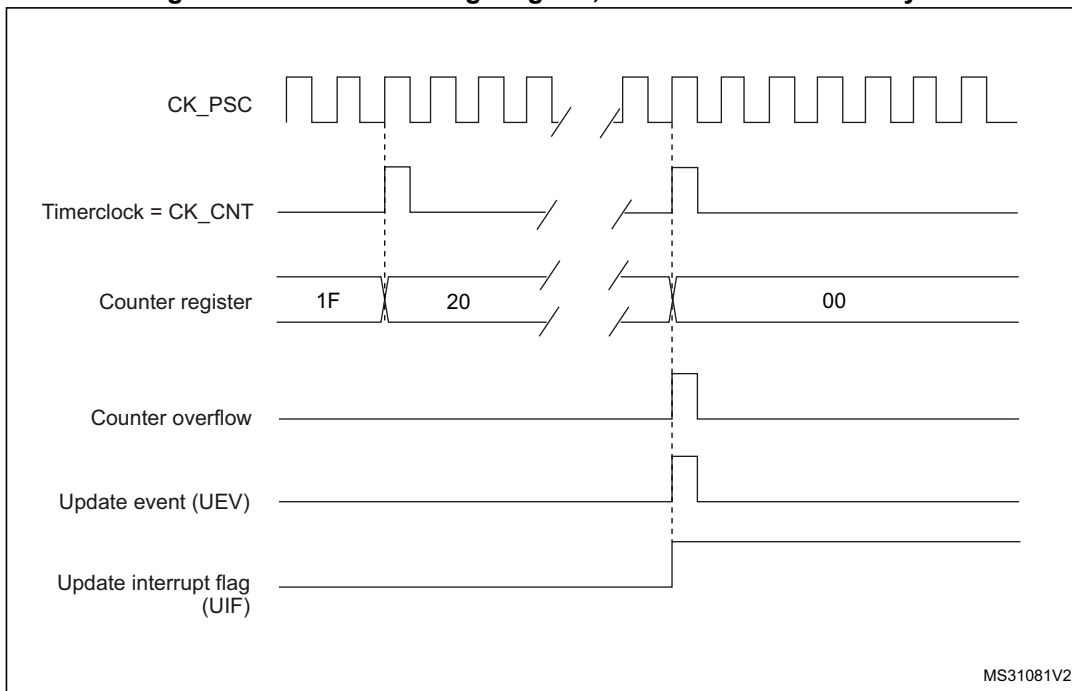 CK_PSC
Timerclock = CK_CNT
Counter register
1F
20
00
Counter overflow
Update event (UEV)
Update interrupt flag
(UIF)
MS31081V2